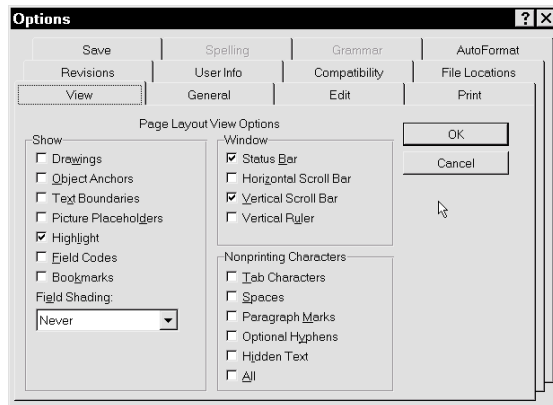 Options
Save Spelling Grammar AutoFormat
Revisions User Info Compatibility File Locations
View General Edit Print
Page Layout View Options
Show
Drawings
Object Anchors
Text Boundaries
Picture Placeholders
Highlight
Field Codes
Bookmarks
Field Shading:
Never
Window
Status Bar
Horizontal Scroll Bar
Vertical Scroll Bar
Vertical Ruler
Nonprinting Characters
Tab Characters
Spaces
Paragraph Marks
Optional Hyphens
Hidden Text
All
OK
Cancel